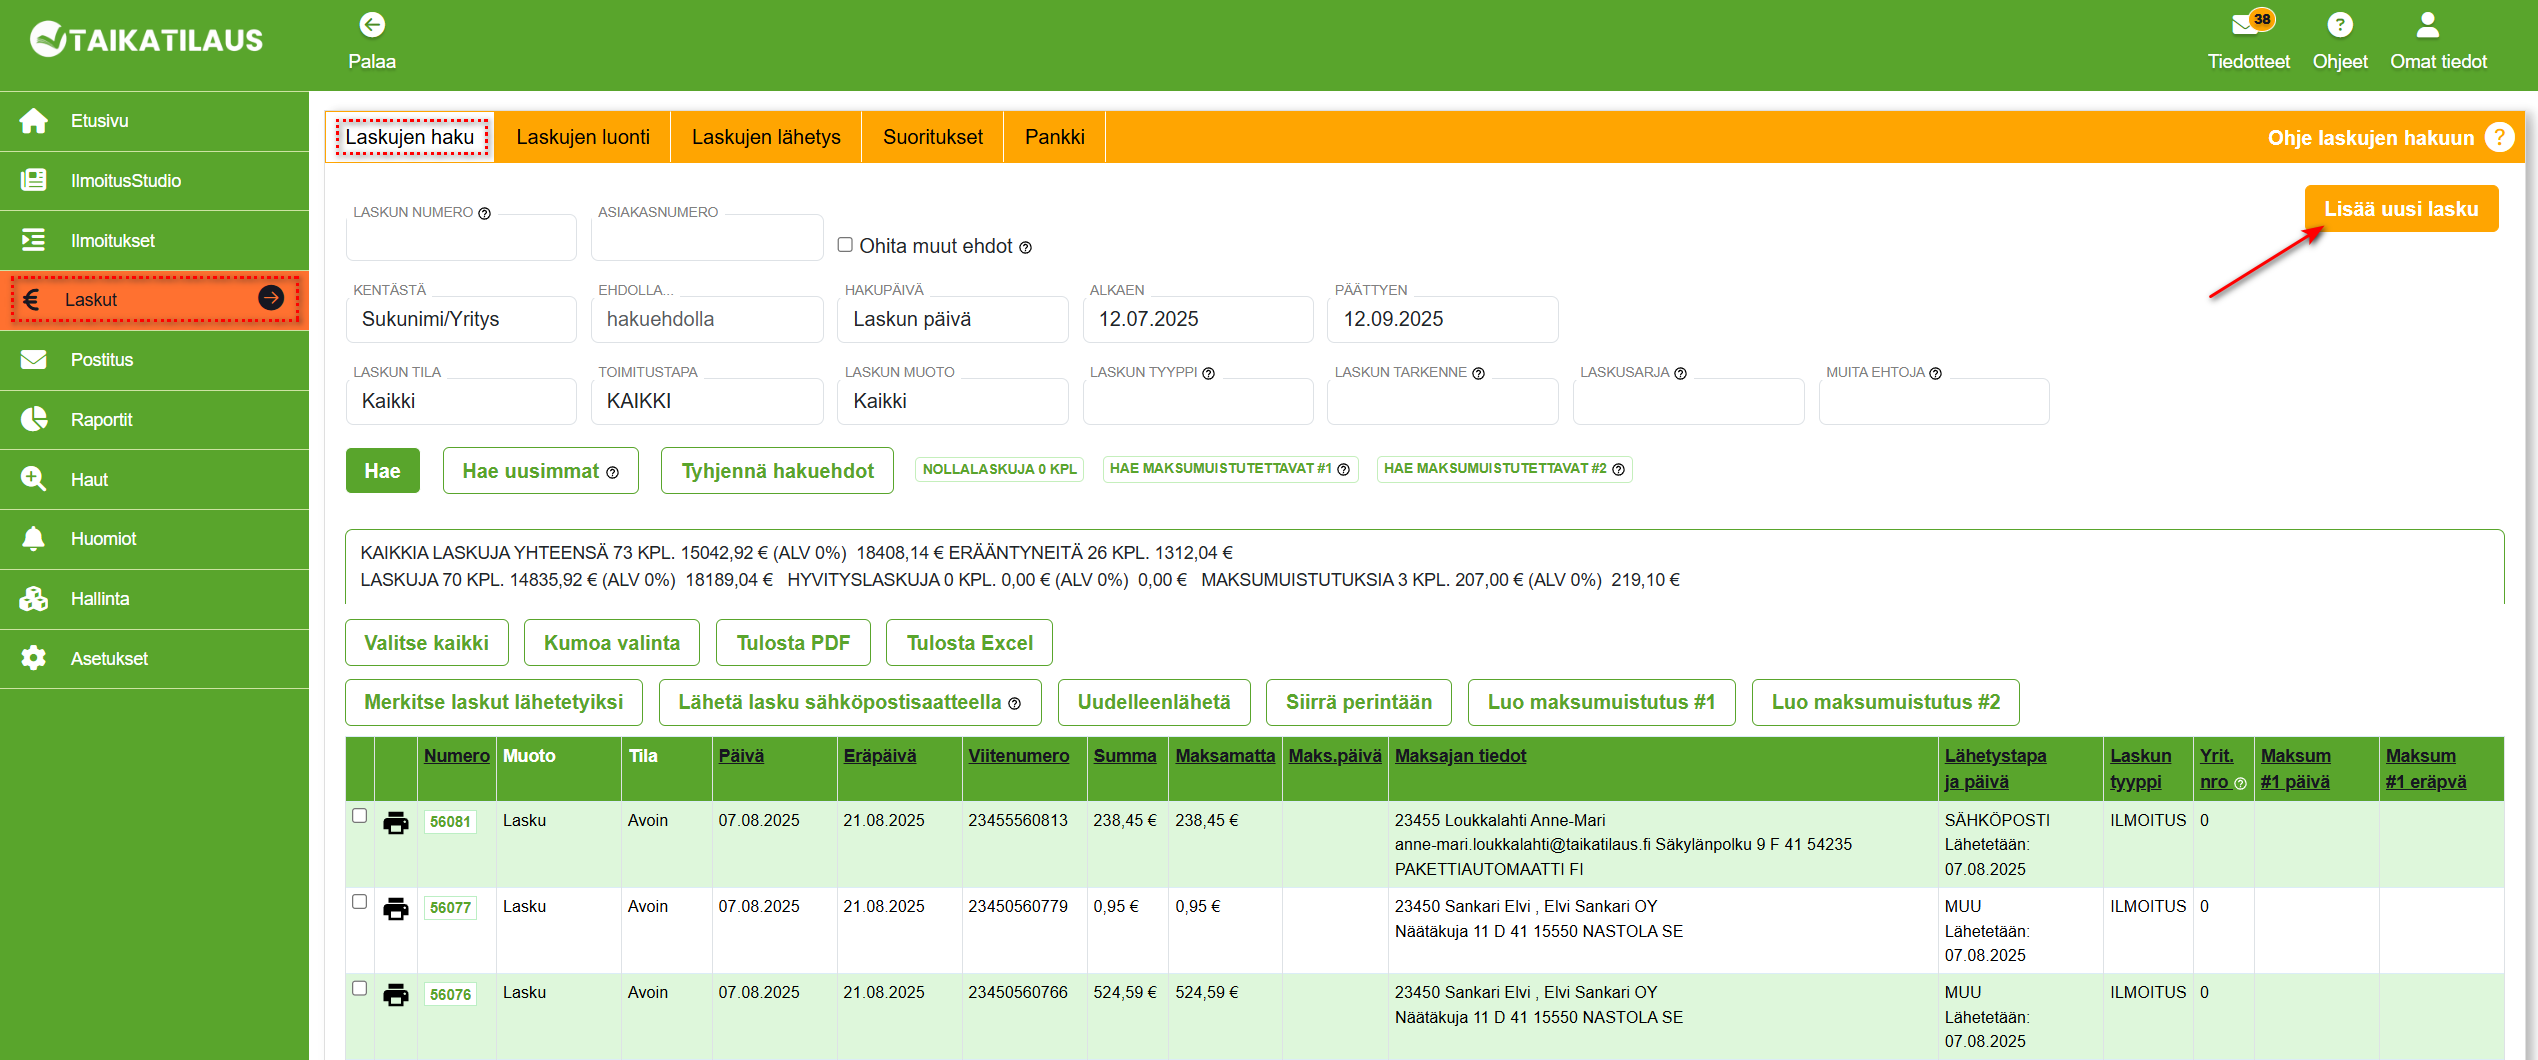 TAIKATILAUS
Palaa
38
Tiedotteet
Ohjeet
Omat tiedot
Etusivu
IlmoitusStudio
Ilmoitukset
Laskut
Postitus
Raportit
Haut
Huomiot
Hallinta
Asetukset
Laskujen haku
Laskujen luonti
Laskujen lähetys
Suoritukset
Pankki
Ohje laskujen hakuun ?
Lisää uusi lasku
LASKUN NUMERO ?
ASIAKASNUMERO
Ohita muut ehdot ?
KENTÄSTÄ
Sukunimi/Yritys
EHDOLLA...
hakuehdolla
HAKUPÄIVÄ
Laskun päivä
ALKAEN
12.07.2025
PÄÄTTYEN
12.09.2025
LASKUN TILA
Kaikki
TOIMITUSTAPA
KAIKKI
LASKUN MUOTO
Kaikki
LASKUN TYYPPI ?
LASKUN TARKENNE ?
LASKUSARJA ?
MUITA EHTOJA ?
Hae
Hae uusimmat ?
Tyhjennä hakuehdot
NOLLALASKUJA 0 KPL
HAE MAKSUMUISTUTETTAVAT #1 ?
HAE MAKSUMUISTUTETTAVAT #2 ?
KAIKKIA LASKUJA YHTEENSÄ 73 KPL. 15042,92 € (ALV 0%) 18408,14 € ERÄÄNTYNEITÄ 26 KPL. 1312,04 €
LASKUJA 70 KPL. 14835,92 € (ALV 0%) 18189,04 € HYVITYSLASKUJA 0 KPL. 0,00 € (ALV 0%) 0,00 € MAKSUMUISTUTUKSIA 3 KPL. 207,00 € (ALV 0%) 219,10 €
Valitse kaikki
Kumoa valinta
Tulosta PDF
Tulosta Excel
Merkitse laskut lähetetyiksi
Lähetä lasku sähköpostisaatteella ?
Uudelleenlähetä
Siirrä perintään
Luo maksumuistutus #1
Luo maksumuistutus #2
Numero Muoto Tila Päivä Eräpäivä Viitenumero Summa Maksamatta Maks.päivä Maksajan tiedot Lähetystapa Laskun Yrit. Maksum Maksum
ja päivä tyyppi nro ? #1 päivä #1 eräpvä
56081 Lasku Avoin 07.08.2025 21.08.2025 23455560813 238,45 € 238,45 € 23455 Loukkalahti Anne-Mari SÄHKÖPOSTI ILMOITUS 0
anne-mari.loukkalahti@taikatilaus.fi Säkylänpolku 9 F 41 54235 Lähetetään:
PAKETTIAUTOMAATTI FI 07.08.2025
56077 Lasku Avoin 07.08.2025 21.08.2025 23450560779 0,95 € 0,95 € 23450 Sankari Elvi , Elvi Sankari OY MUU ILMOITUS 0
Näätäkuja 11 D 41 15550 NASTOLA SE Lähetetään:
07.08.2025
56076 Lasku Avoin 07.08.2025 21.08.2025 23450560766 524,59 € 524,59 € 23450 Sankari Elvi , Elvi Sankari OY MUU ILMOITUS 0
Näätäkuja 11 D 41 15550 NASTOLA SE Lähetetään:
07.08.2025